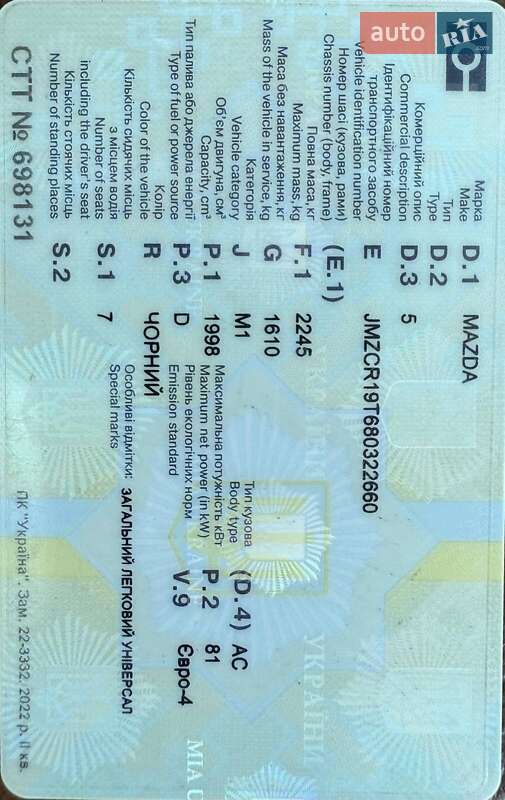 auto RIA .com
Марка D.1 MAZDA
Make
Тип D.2
Type
Комерційний опис D.3 5
Commercial description
Ідентифікаційний номер E JMZCR19T680322660
транспортного засобу
Vehicle identification number
Номер шасі (кузова, рами) (E.1)
Chassis number (body, frame)
Повна маса, кг F.1 2245
Maximum mass, kg
Маса без навантаження, кг G 1610
Mass of the vehicle in service, kg
Категорія J M1 Тип кузова (D.4) AC
Vehicle category Body type
Об'єм двигуна, см³ P.1 1998 Максимальна потужність кВт P.2 81
Capacity, cm³ Maximum net power (in kW)
Тип палива або джерела енергії P.3 D Рівень екологічних норм V.9 Євро-4
Type of fuel or power source Emission standard
Колір R ЧОРНИЙ
Color of the vehicle
Кількість сидячих місць S.1 7 Особливі відмітки: ЗАГАЛЬНИЙ ЛЕГКОВИЙ УНІВЕРСАЛ
з місцем водія Special marks
Number of seats
including the driver's seat
Кількість стоячих місць S.2
Number of standing places
СТТ № 698131
ПК "Україна". Зам. 22-3332. 2022 р. II кв.
УКРАЇНИ
MIA U